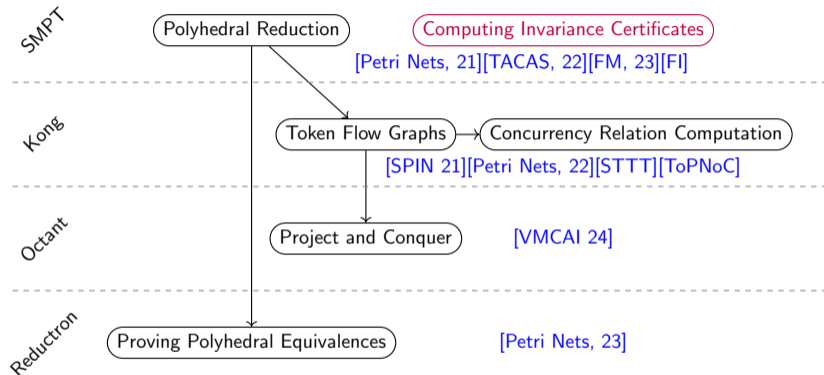 SMPT
Polyhedral Reduction
Computing Invariance Certificates
[Petri Nets, 21][TACAS, 22][FM, 23][FI]
Kong
Token Flow Graphs
Concurrency Relation Computation
[SPIN 21][Petri Nets, 22][STTT][ToPNoC]
Octant
Project and Conquer
[VMCAI 24]
Reductron
Proving Polyhedral Equivalences
[Petri Nets, 23]